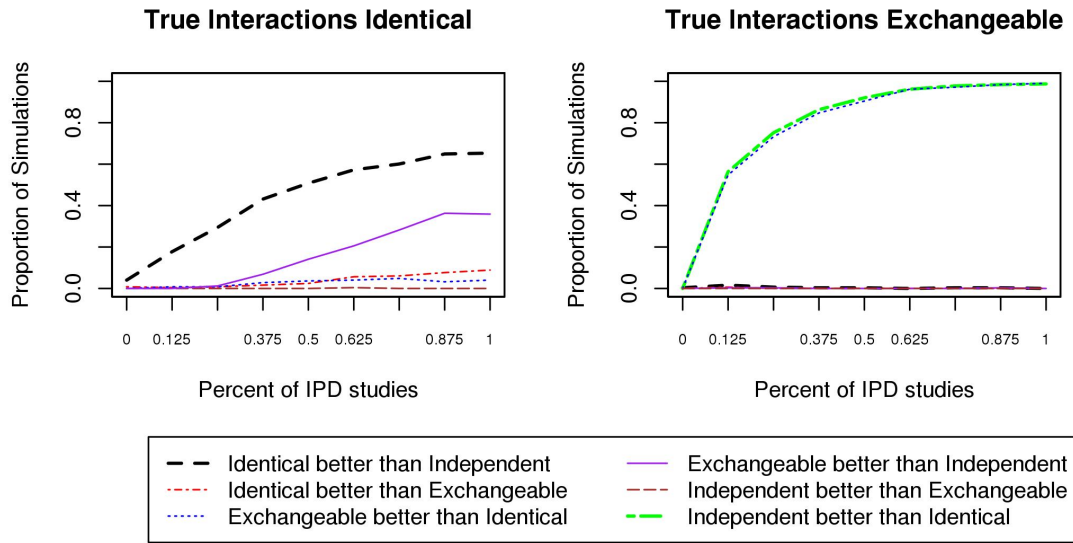 True Interactions Identical
Proportion of Simulations
0.8
0.4
0.0
0 0.125 0.375 0.5 0.625 0.875 1
Percent of IPD studies
True Interactions Exchangeable
Proportion of Simulations
0.8
0.4
0.0
0 0.125 0.375 0.5 0.625 0.875 1
Percent of IPD studies
Identical better than Independent
Identical better than Exchangeable
Exchangeable better than Identical
Exchangeable better than Independent
Independent better than Exchangeable
Independent better than Identical